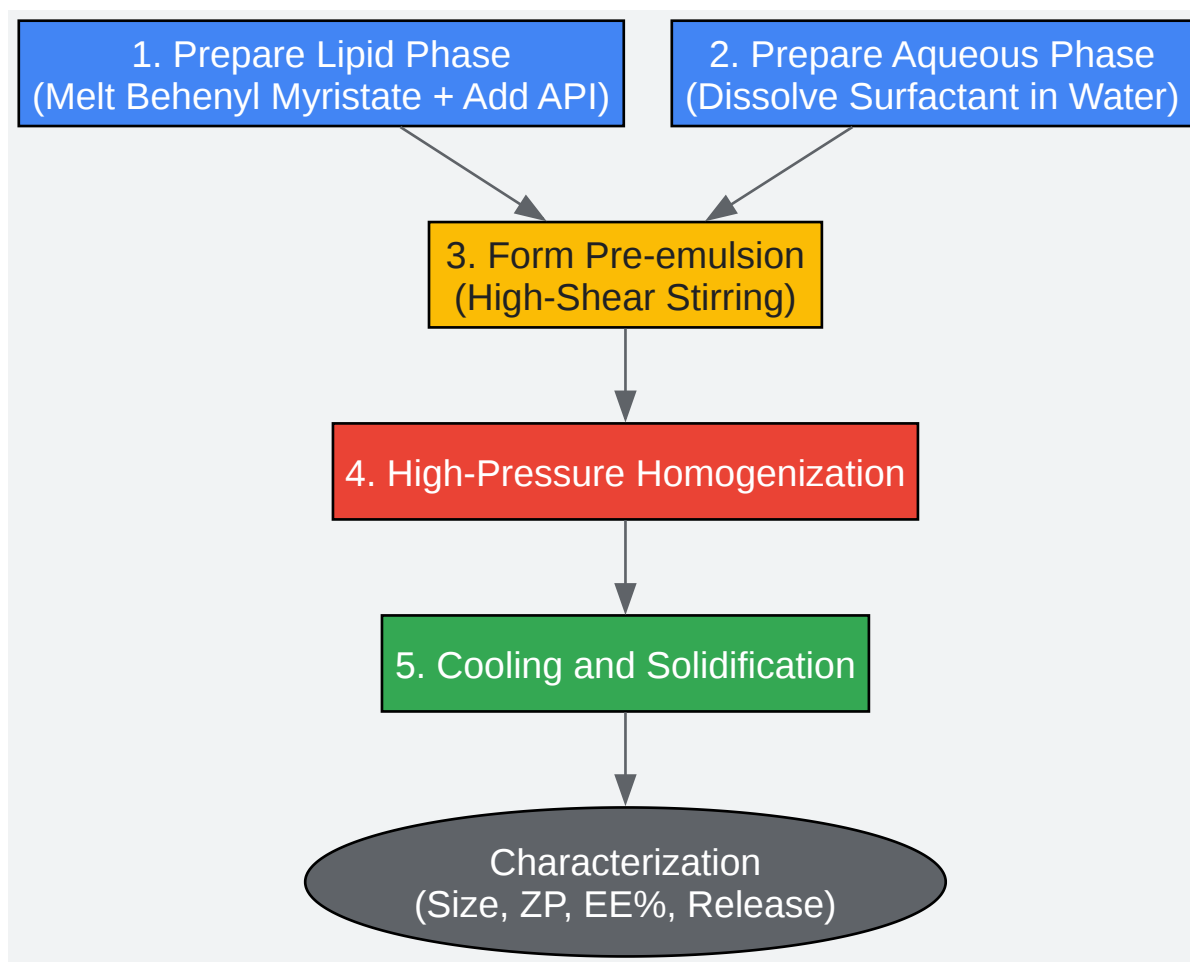 1. Prepare Lipid Phase
(Melt Behenyl Myristate + Add API)
2. Prepare Aqueous Phase
(Dissolve Surfactant in Water)
3. Form Pre-emulsion
(High-Shear Stirring)
4. High-Pressure Homogenization
5. Cooling and Solidification
Characterization
(Size, ZP, EE%, Release)